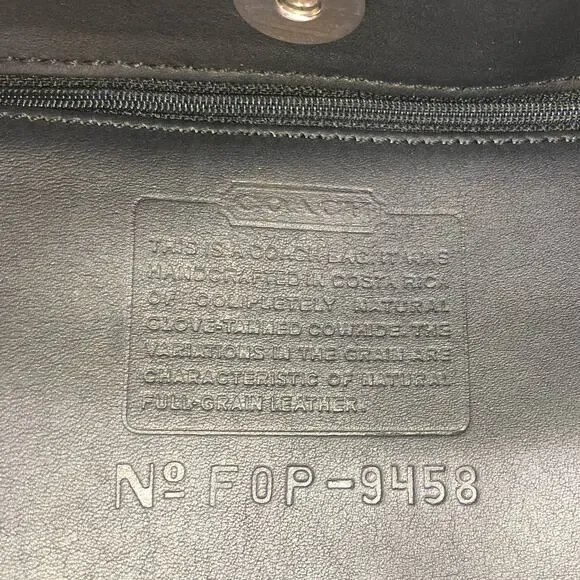 COACH
THIS IS A COACH BAG. IT WAS
HANDCRAFTED IN COSTA RICA
OF COMPLETELY NATURAL
GLOVE-TANNED COWHIDE. THE
VARIATIONS IN THE GRAIN ARE
CHARACTERISTIC OF NATURAL
FULL-GRAIN LEATHER.
Nº FOP-9458